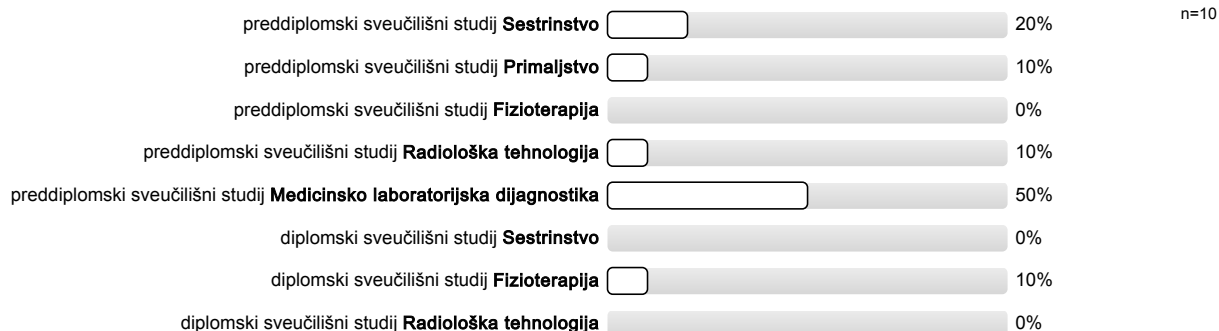 preddiplomski sveučilišni studij Sestrinstvo 20% n=10
preddiplomski sveučilišni studij Primaljstvo 10%
preddiplomski sveučilišni studij Fizioterapija 0%
preddiplomski sveučilišni studij Radiološka tehnologija 10%
preddiplomski sveučilišni studij Medicinsko laboratorijska dijagnostika 50%
diplomski sveučilišni studij Sestrinstvo 0%
diplomski sveučilišni studij Fizioterapija 10%
diplomski sveučilišni studij Radiološka tehnologija 0%